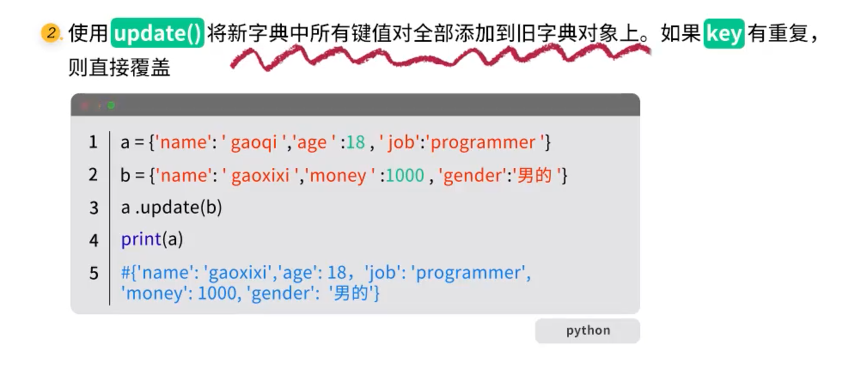 2 使用 update() 将新字典中所有键值对全部添加到旧字典对象上。如果 key 有重复，
则直接覆盖
1 a = {'name': ' gaoqi ','age ' :18 , ' job':'programmer '}
2 b = {'name': ' gaoxixi ','money ' :1000 , 'gender':'男的 '}
3 a .update(b)
4 print(a)
5 #{'name': 'gaoxixi','age': 18，'job': 'programmer',
'money': 1000, 'gender': '男的'}
python